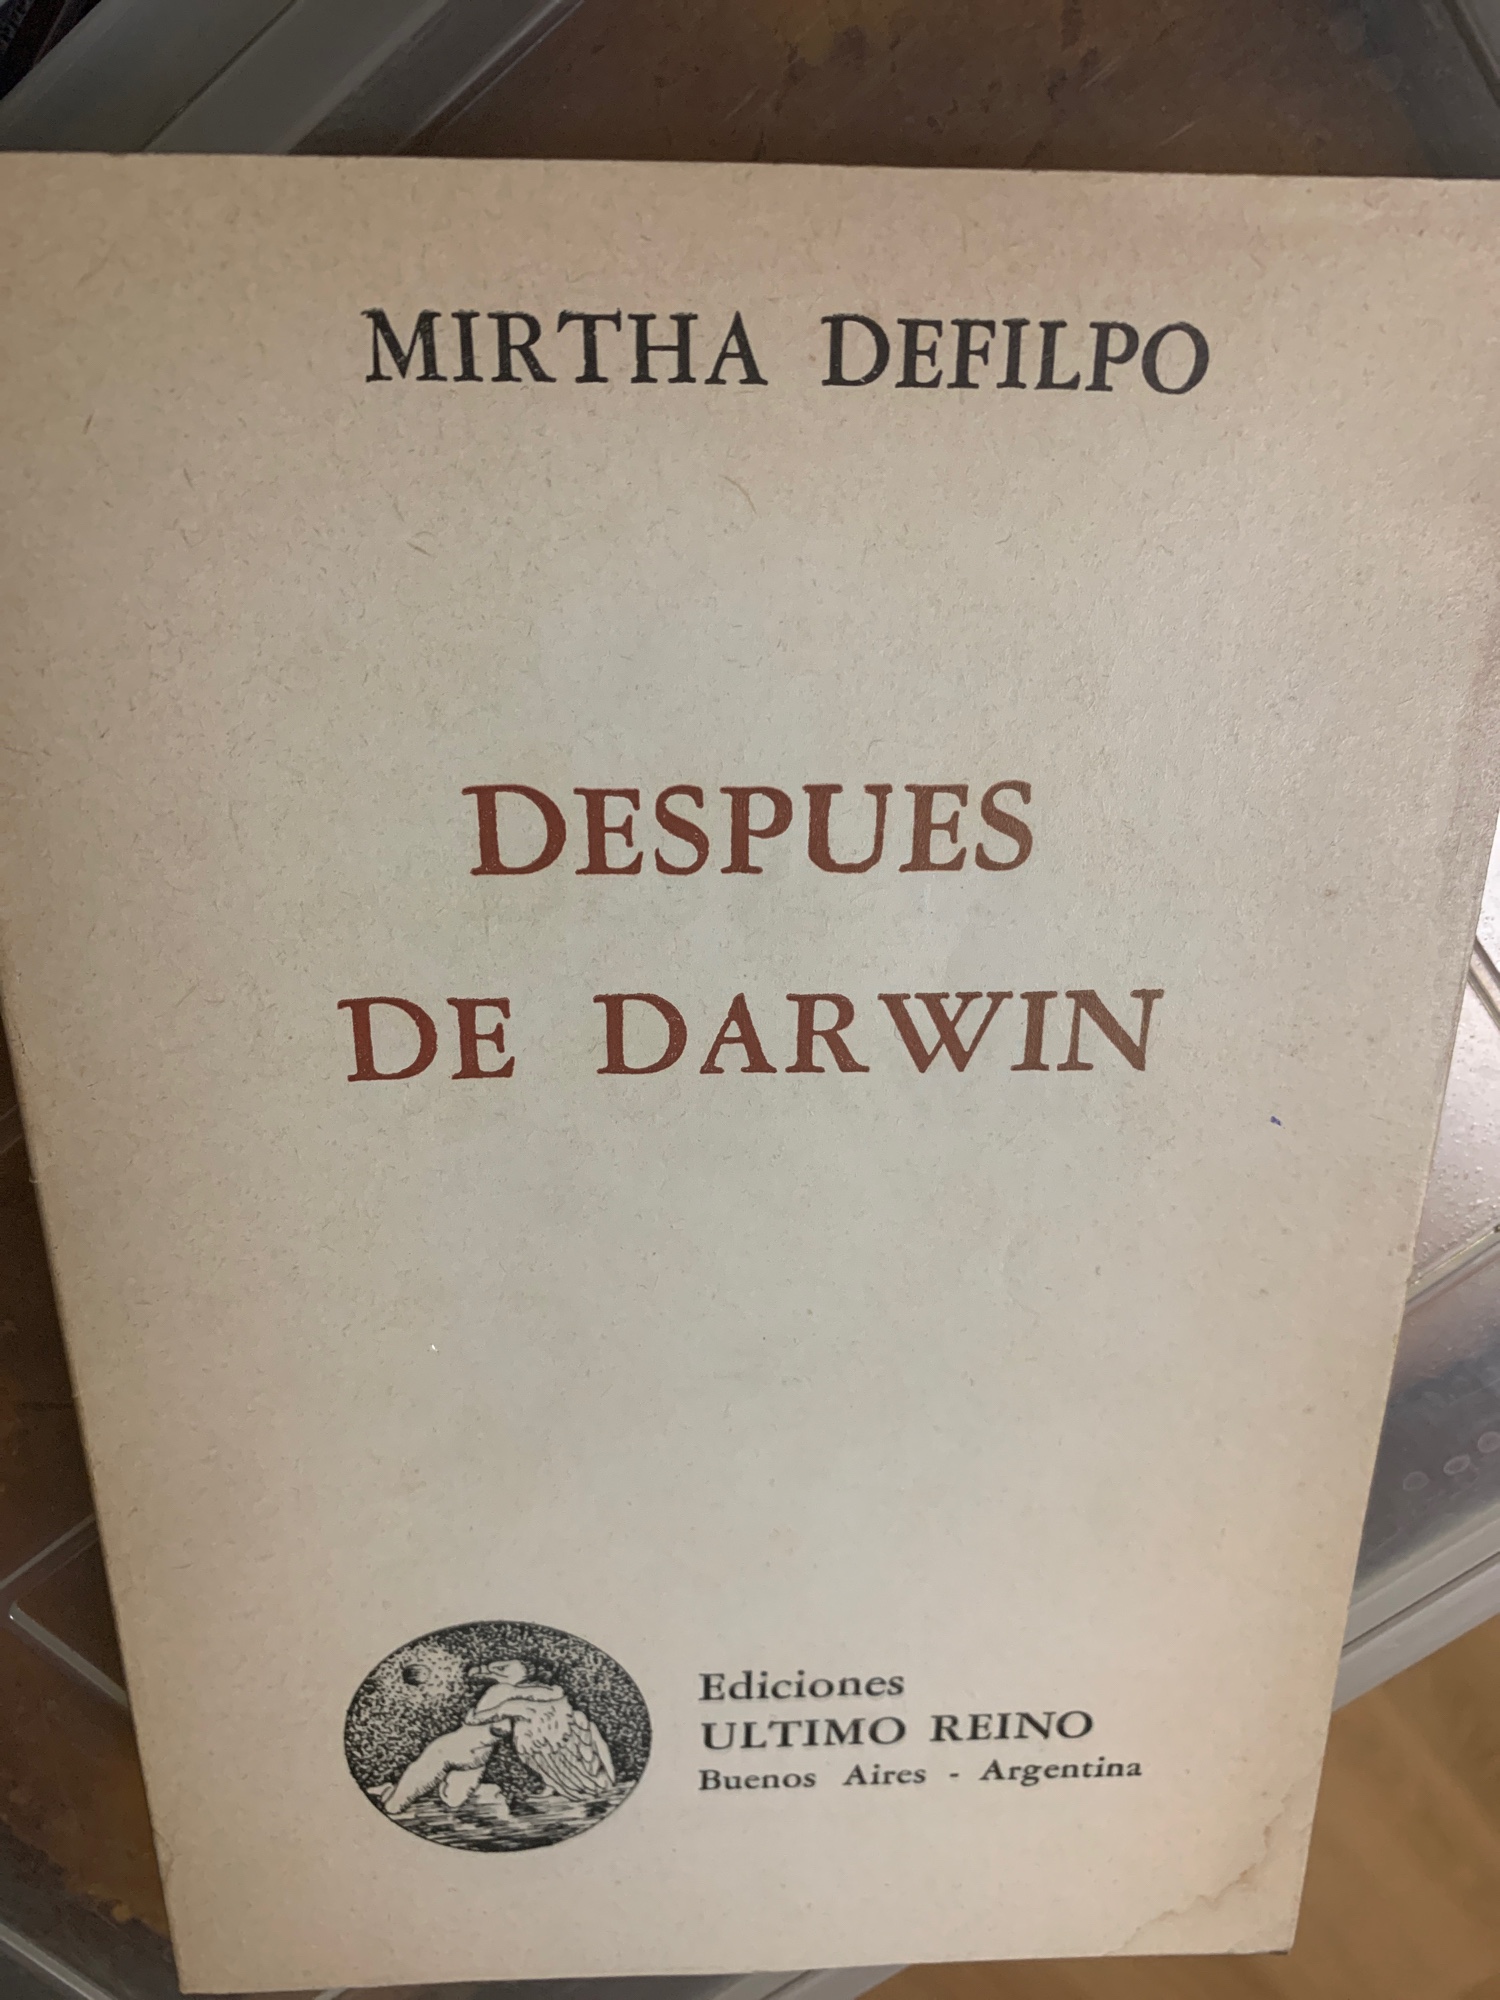 MIRTHA DEFILPO
DESPUES
DE DARWIN
Ediciones
ULTIMO REINO
Buenos Aires - Argentina